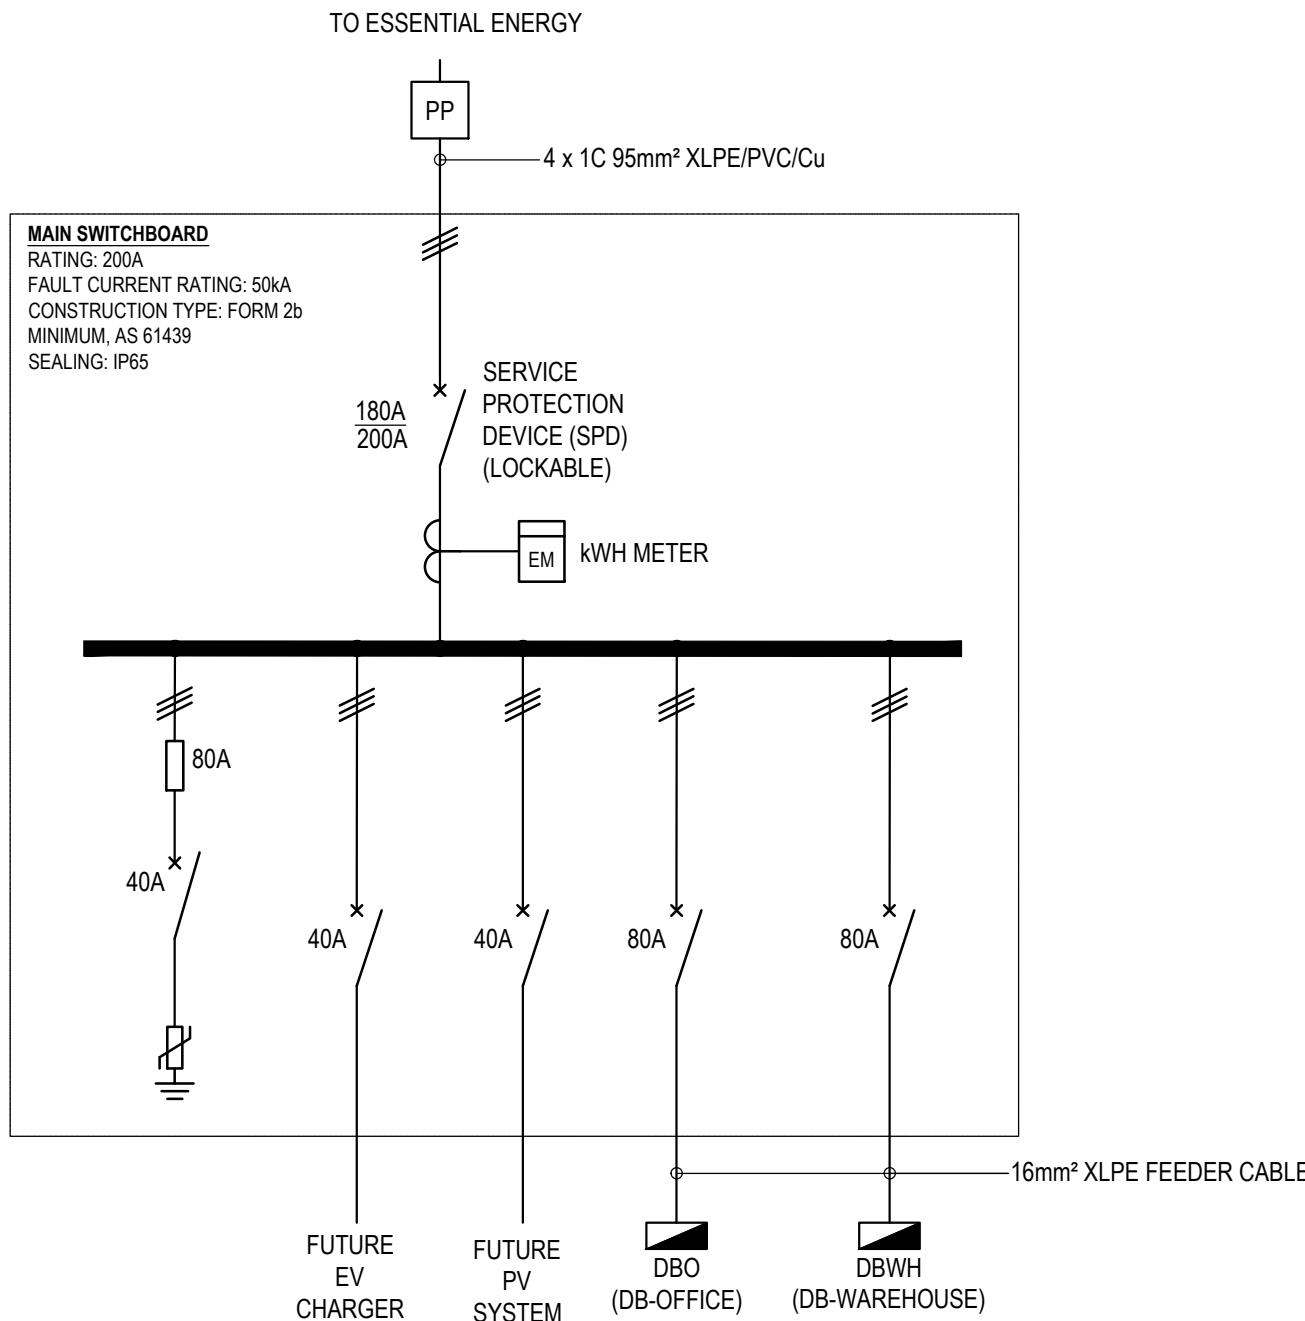 TO ESSENTIAL ENERGY
PP
4 x 1C 95mm² XLPE/PVC/Cu
MAIN SWITCHBOARD
RATING: 200A
FAULT CURRENT RATING: 50kA
CONSTRUCTION TYPE: FORM 2b
MINIMUM, AS 61439
SEALING: IP65
180A
200A
SERVICE
PROTECTION
DEVICE (SPD)
(LOCKABLE)
EM
kWH METER
80A
40A
40A
40A
80A
80A
16mm² XLPE FEEDER CABLE
FUTURE
EV
CHARGER
FUTURE
PV
SYSTEM
DBO
(DB-OFFICE)
DBWH
(DB-WAREHOUSE)